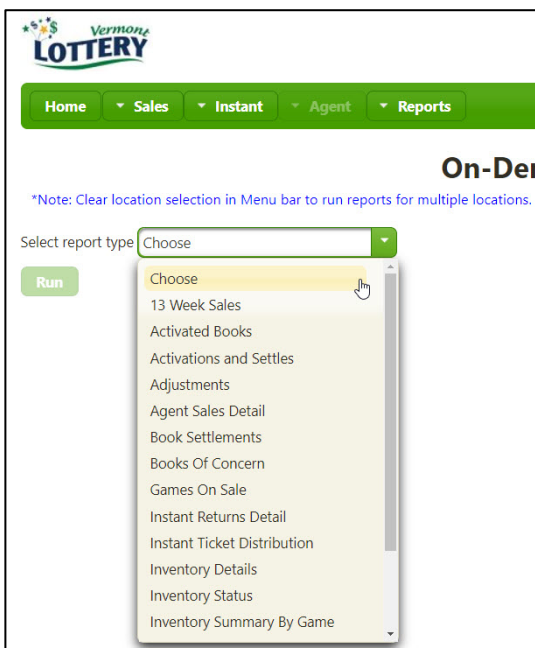 Vermont
LOTTERY
Home Sales Instant Agent Reports
On-De
*Note: Clear location selection in Menu bar to run reports for multiple locations.
Select report type Choose
Run
Choose
13 Week Sales
Activated Books
Activations and Settles
Adjustments
Agent Sales Detail
Book Settlements
Books Of Concern
Games On Sale
Instant Returns Detail
Instant Ticket Distribution
Inventory Details
Inventory Status
Inventory Summary By Game